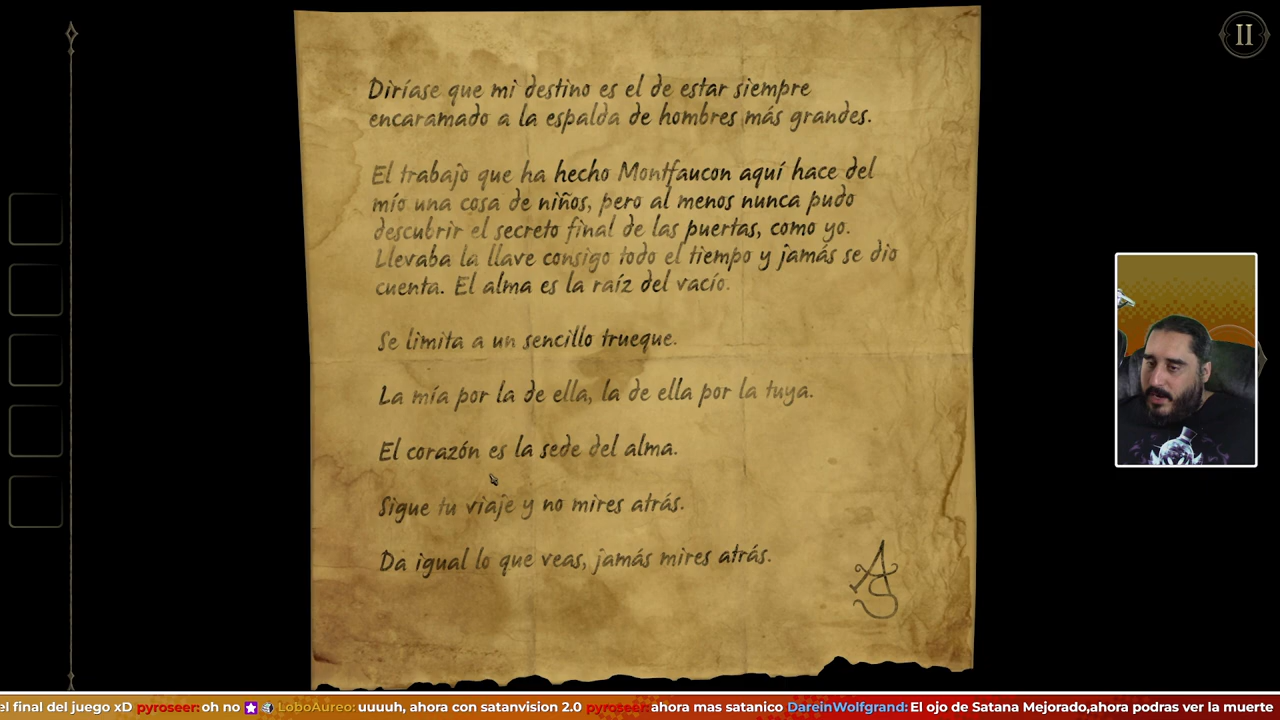 Diríase que mi destino es el de estar siempre
encaramado a la espalda de hombres más grandes.
El trabajo que ha hecho Montfaucon aquí hace del
mío una cosa de niños, pero al menos nunca pudo
descubrir el secreto final de las puertas, como yo.
Llevaba la llave consigo todo el tiempo y jamás se dio
cuenta. El alma es la raíz del vacío.
Se limita a un sencillo trueque.
La mía por la de ella, la de ella por la tuya.
El corazón es la sede del alma.
Sigue tu viaje y no mires atrás.
Da igual lo que veas, jamás mires atrás.
AS
II
el final del juego xD pyroseer: oh no LoboAureo: uuuuh, ahora con satanvision 2.0 pyroseer: ahora mas satanico DareinWolfgrand: El ojo de Satana Mejorado,ahora podras ver la muerte